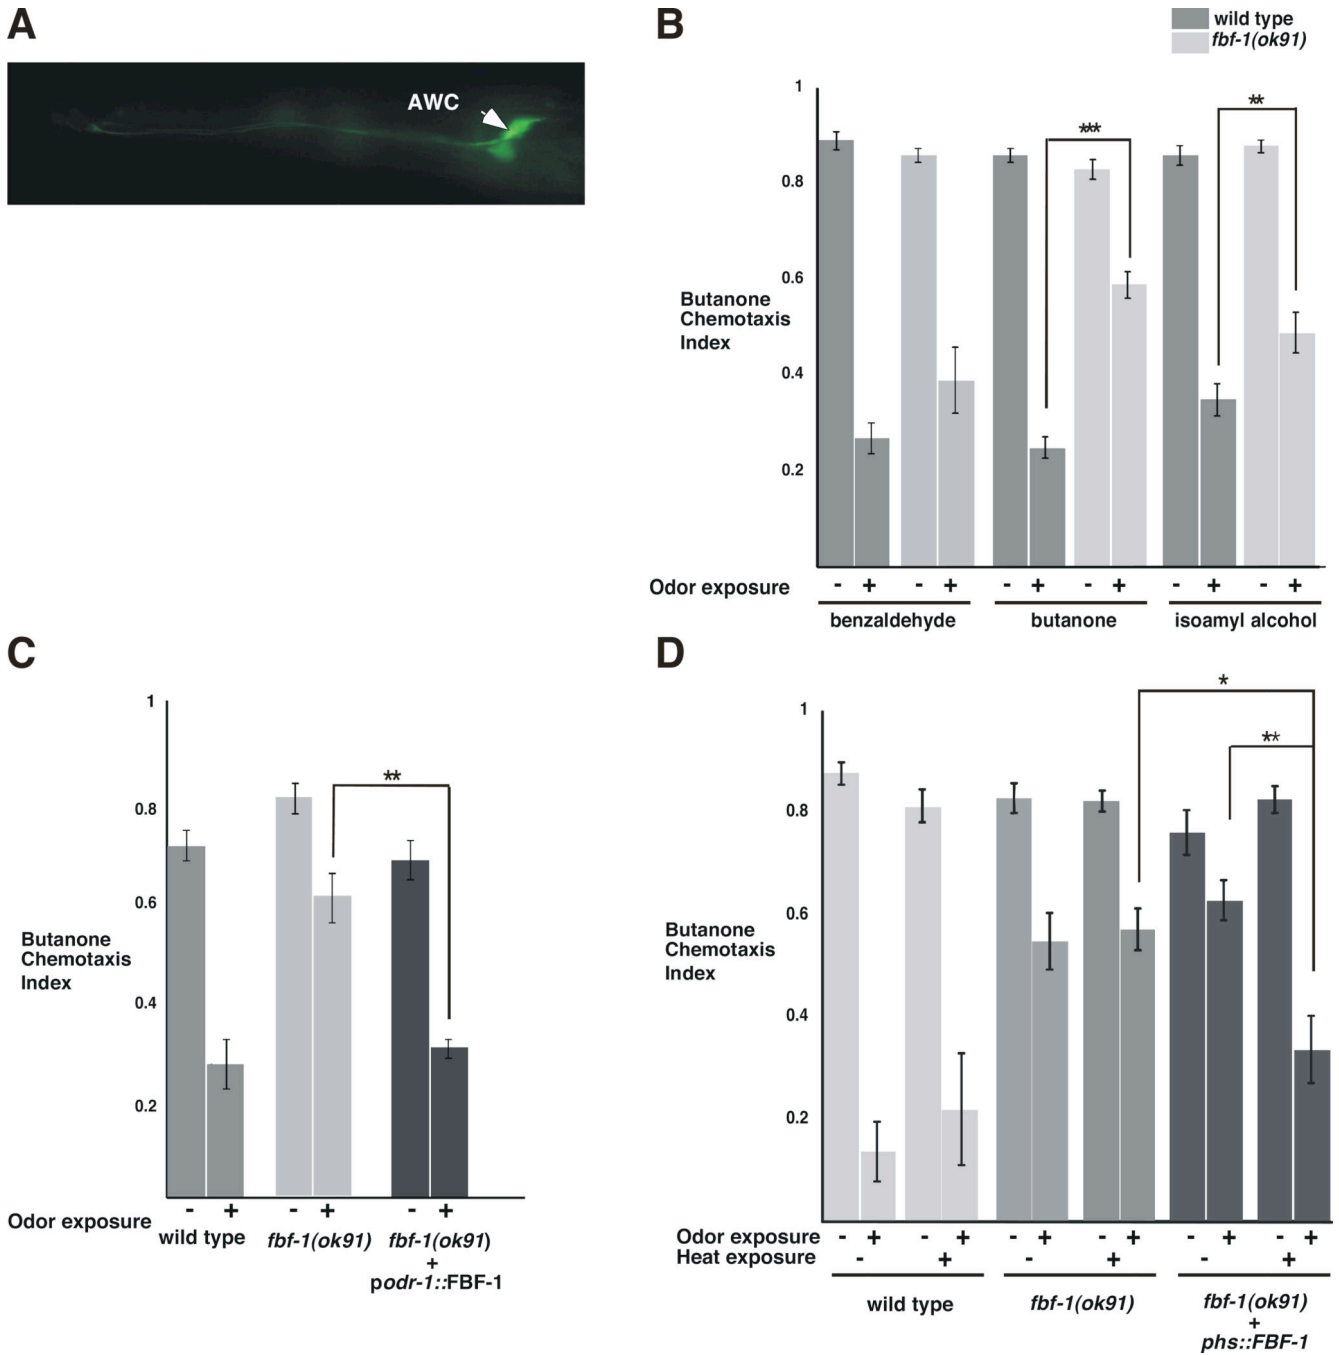 A
AWC
B
wild type
fbf-1(ok91)
1
0.8
0.6
0.4
0.2
Butanone
Chemotaxis
Index
***
**
Odor exposure - + - + - + - + - + - +
benzaldehyde butanone isoamyl alcohol
C
1
0.8
0.6
0.4
0.2
Butanone
Chemotaxis
Index
**
Odor exposure - + - + - +
wild type fbf-1(ok91) fbf-1(ok91)
+
podr-1::FBF-1
D
1
0.8
0.6
0.4
0.2
Butanone
Chemotaxis
Index
*
**
Odor exposure - + - + - + - + - + - +
Heat exposure - + - + - +
wild type fbf-1(ok91) fbf-1(ok91)
+
phs::FBF-1